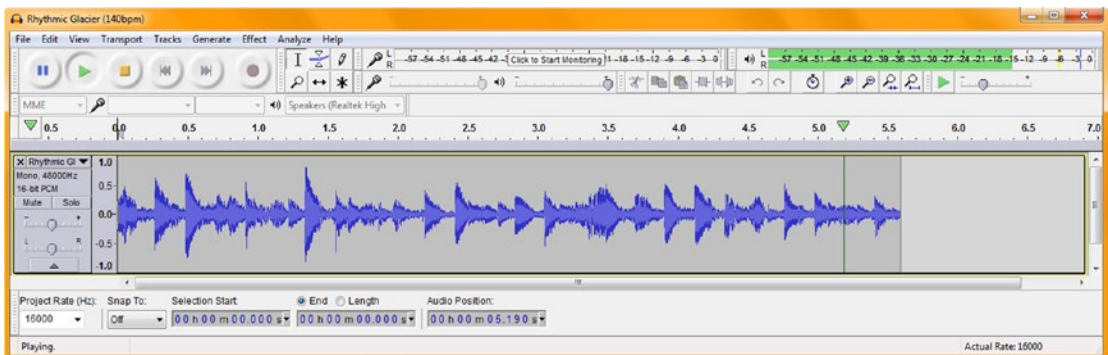 Rhythmic Glacier (140bpm)
File Edit View Transport Tracks Generate Effect Analyze Help
L R -57 -54 -51 -48 -45 -42 Click to Start Monitoring -18 -15 -12 -9 -6 -3 0
L R -57 -54 -51 -48 -45 -42 -39 -36 -33 -30 -27 -24 -21 -18 -15 -12 -9 -6 -3 0
MME Speakers (Realtek High
0.5 0.0 0.5 1.0 1.5 2.0 2.5 3.0 3.5 4.0 4.5 5.0 5.5 6.0 6.5 7.0
X Rhythmic Gl
Mono, 48000Hz
16-bit PCM
Mute Solo
- +
L R
1.0
0.5
0.0
-0.5
-1.0
Project Rate (Hz): Snap To: Selection Start: End Length Audio Position:
16000 Off 00 h 00 m 00.000 s 00 h 00 m 00.000 s 00 h 00 m 05.190 s
Playing. Actual Rate: 16000